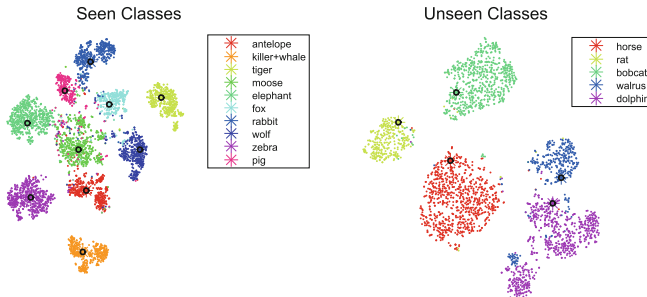 Seen Classes
antelope
killer+whale
tiger
moose
elephant
fox
rabbit
wolf
zebra
pig
Unseen Classes
horse
rat
bobcat
walrus
dolphin